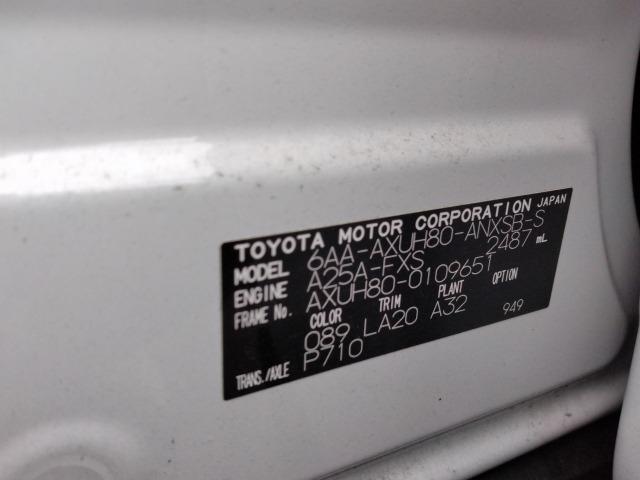 TOYOTA MOTOR CORPORATION JAPAN
MODEL 6AA-AXUH80-ANXSB-S
ENGINE A25A-FXS 2487 mL
FRAME No. AXUH80-0109651
COLOR TRIM PLANT OPTION
089 LA20 A32 949
TRANS./AXLE P710